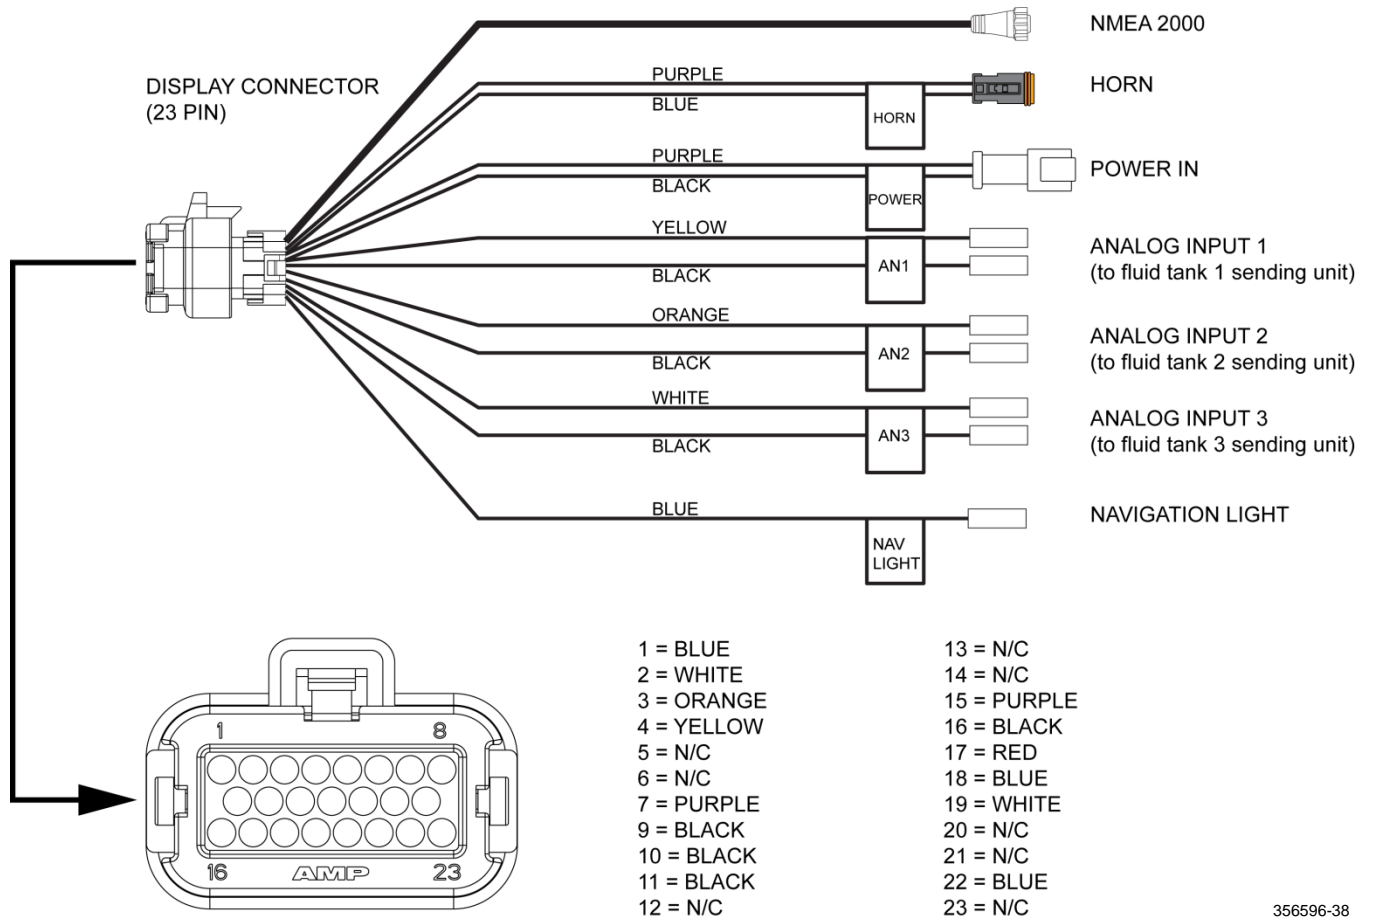 NMEA 2000
DISPLAY CONNECTOR
(23 PIN)
PURPLE
BLUE
HORN
HORN
PURPLE
BLACK
POWER
POWER IN
YELLOW
BLACK
AN1
ANALOG INPUT 1
(to fluid tank 1 sending unit)
ORANGE
BLACK
AN2
ANALOG INPUT 2
(to fluid tank 2 sending unit)
WHITE
BLACK
AN3
ANALOG INPUT 3
(to fluid tank 3 sending unit)
BLUE
NAV
LIGHT
NAVIGATION LIGHT
1 8
16 AMP 23
1 = BLUE
2 = WHITE
3 = ORANGE
4 = YELLOW
5 = N/C
6 = N/C
7 = PURPLE
9 = BLACK
10 = BLACK
11 = BLACK
12 = N/C
13 = N/C
14 = N/C
15 = PURPLE
16 = BLACK
17 = RED
18 = BLUE
19 = WHITE
20 = N/C
21 = N/C
22 = BLUE
23 = N/C
356596-38